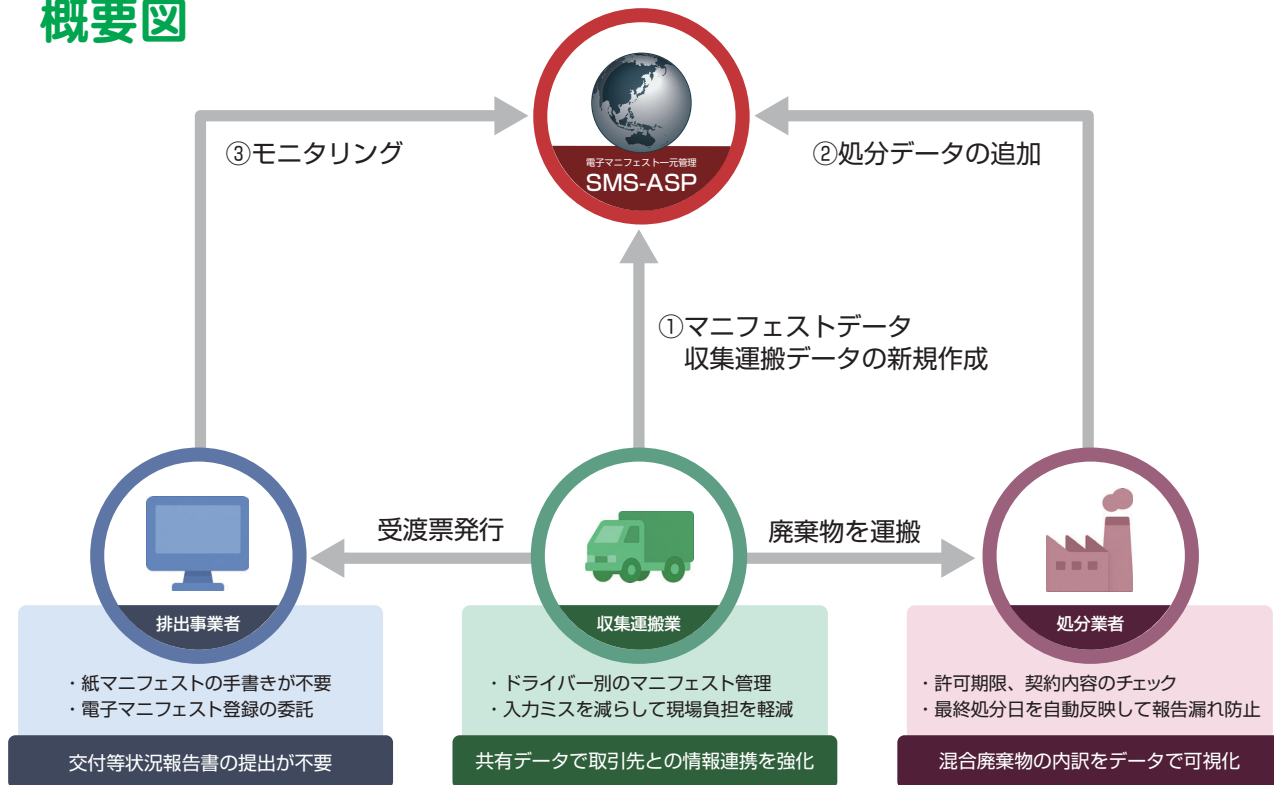 概要図
電子マニフェスト一元管理
SMS-ASP
③モニタリング
②処分データの追加
①マニフェストデータ
収集運搬データの新規作成
受渡票発行
廃棄物を運搬
排出事業者
・紙マニフェストの手書きが不要
・電子マニフェスト登録の委託
交付等状況報告書の提出が不要
収集運搬業
・ドライバー別のマニフェスト管理
・入力ミスを減らして現場負担を軽減
共有データで取引先との情報連携を強化
処分業者
・許可期限、契約内容のチェック
・最終処分日を自動反映して報告漏れ防止
混合廃棄物の内訳をデータで可視化